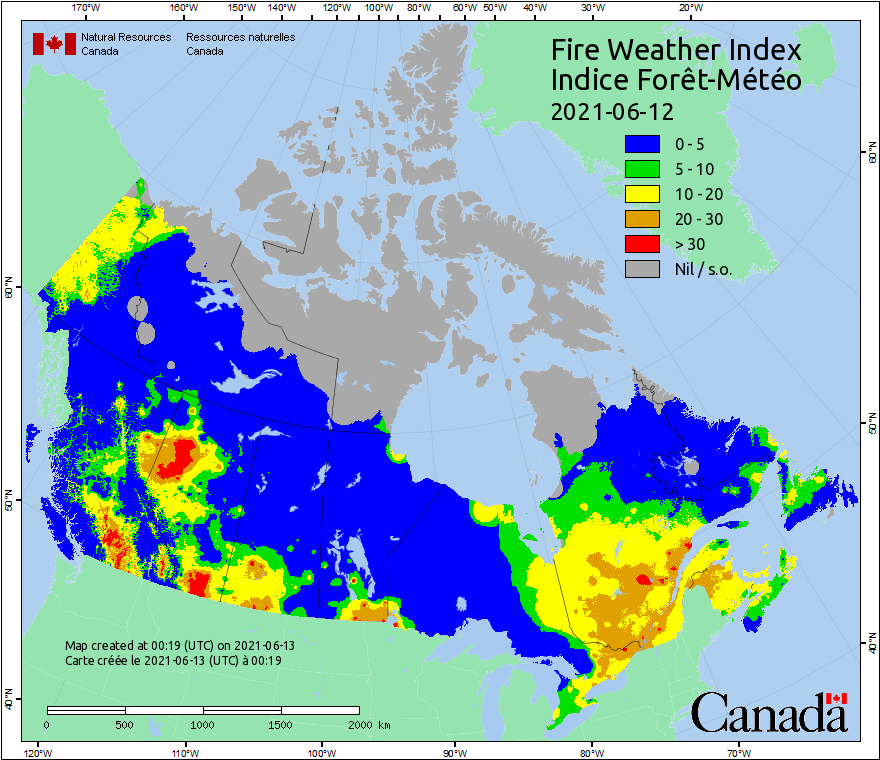 170°W 160°W 150°W 140°W 130°W 120°W 110°W 100°W 90°W 80°W 70°W 60°W 50°W 40°W 30°W 20°W
Natural Resources Canada
Ressources naturelles Canada
Fire Weather Index
Indice Forêt-Météo
2021-06-12
0 - 5
5 - 10
10 - 20
20 - 30
> 30
Nil / s.o.
60°N
50°N
40°N
60°N
50°N
40°N
Map created at 00:19 (UTC) on 2021-06-13
Carte créée le 2021-06-13 (UTC) à 00:19
0 500 1000 1500 2000 km
Canada
120°W 110°W 100°W 90°W 80°W 70°W